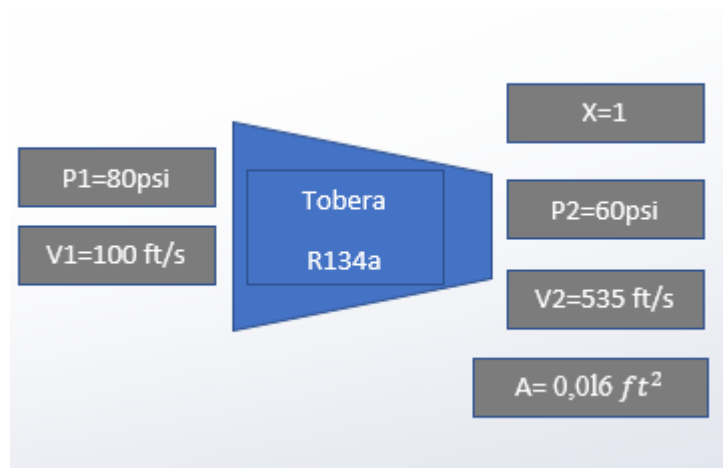 X=1
P1=80psi
Tobera
P2=60psi
V1=100 ft/s
R134a
V2=535 ft/s
A= 0,016 𝑓𝑡²